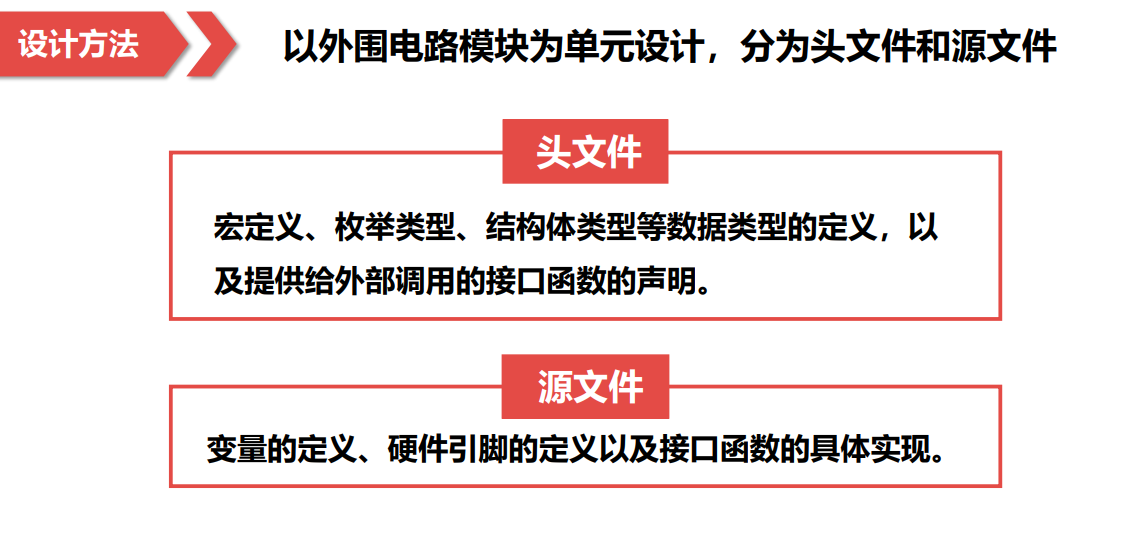 设计方法
以外围电路模块为单元设计，分为头文件和源文件
头文件
宏定义、枚举类型、结构体类型等数据类型的定义，以
及提供给外部调用的接口函数的声明。
源文件
变量的定义、硬件引脚的定义以及接口函数的具体实现。